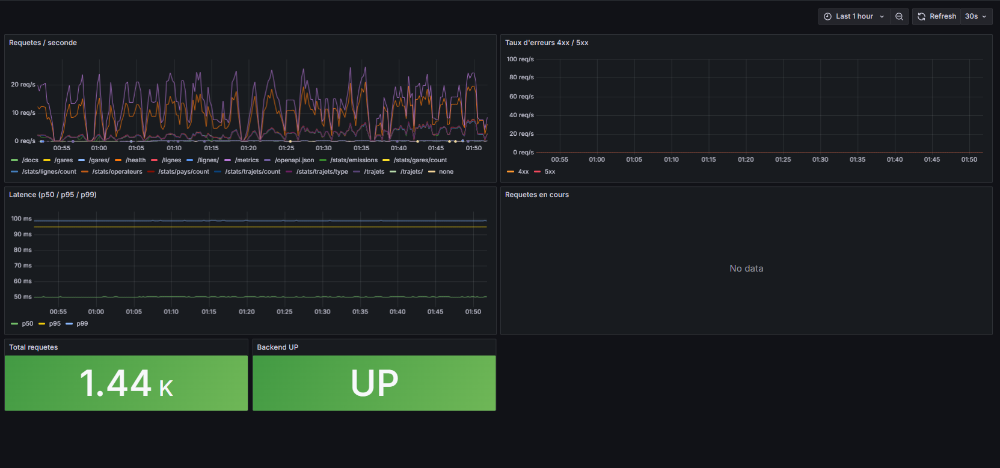 Last 1 hour Refresh 30s
Requetes / seconde
20 req/s
10 req/s
0 req/s
00:55 01:00 01:05 01:10 01:15 01:20 01:25 01:30 01:35 01:40 01:45 01:50
/docs /gares /gares/ /health /lignes /lignes/ /metrics /openapi.json /stats/emissions /stats/gares/count
/stats/lignes/count /stats/operateurs /stats/pays/count /stats/trajets/count /stats/trajets/type /trajets /trajets/ none
Taux d'erreurs 4xx / 5xx
100 req/s
80 req/s
60 req/s
40 req/s
20 req/s
0 req/s
00:55 01:00 01:05 01:10 01:15 01:20 01:25 01:30 01:35 01:40 01:45 01:50
4xx 5xx
Latence (p50 / p95 / p99)
100 ms
90 ms
80 ms
70 ms
60 ms
50 ms
00:55 01:00 01:05 01:10 01:15 01:20 01:25 01:30 01:35 01:40 01:45 01:50
p50 p95 p99
Requetes en cours
No data
Total requetes
1.44 K
Backend UP
UP